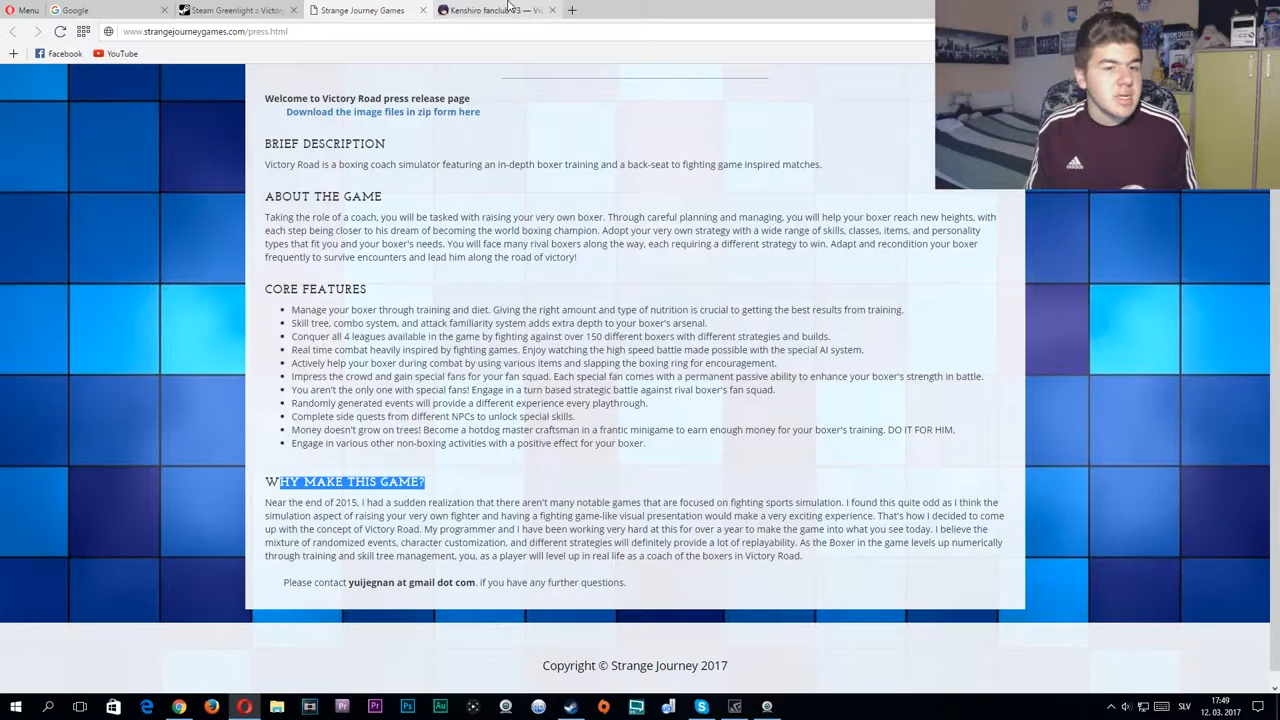 Menu
Google
Steam Greenlight :: Victory
Strange Journey Games
Kenshiro fanclub
www.strangejourneygames.com/press.html
Facebook
YouTube
Welcome to Victory Road press release page
Download the image files in zip form here
BRIEF DESCRIPTION
Victory Road is a boxing coach simulator featuring an in-depth boxer training and a back-seat to fighting game inspired matches.
ABOUT THE GAME
Taking the role of a coach, you will be tasked with raising your very own boxer. Through careful planning and managing, you will help your boxer reach new heights, with
each step being closer to his dream of becoming the world boxing champion. Adopt your very own strategy with a wide range of skills, classes, items, and personality
types that fit you and your boxer's needs. You will face many rival boxers along the way, each requiring a different strategy to win. Adapt and recondition your boxer
frequently to survive encounters and lead him along the road of victory!
CORE FEATURES
Manage your boxer through training and diet. Giving the right amount and type of nutrition is crucial to getting the best results from training.
Skill tree, combo system, and attack familiarity system adds extra depth to your boxer's arsenal.
Conquer all 4 leagues available in the game by fighting against over 150 different boxers with different strategies and builds.
Real time combat heavily inspired by fighting games. Enjoy watching the high speed battle made possible with the special AI system.
Actively help your boxer during combat by using various items and slapping the boxing ring for encouragement.
Impress the crowd and gain special fans for your fan squad. Each special fan comes with a permanent passive ability to enhance your boxer's strength in battle.
You aren't the only one with special fans! Engage in a turn based strategic battle against rival boxer's fan squad.
Randomly generated events will provide a different experience every playthrough.
Complete side quests from different NPCs to unlock special skills.
Money doesn't grow on trees! Become a hotdog master craftsman in a frantic minigame to earn enough money for your boxer's training. DO IT FOR HIM.
Engage in various other non-boxing activities with a positive effect for your boxer.
WHY MAKE THIS GAME?
Near the end of 2015, I had a sudden realization that there aren't many notable games that are focused on fighting sports simulation. I found this quite odd as I think the
simulation aspect of raising your very own fighter and having a fighting game-like visual presentation would make a very exciting experience. That's how I decided to come
up with the concept of Victory Road. My programmer and I have been working very hard at this for over a year to make the game into what you see today. I believe the
mixture of randomized events, character customization, and different strategies will definitely provide a lot of replayability. As the Boxer in the game levels up numerically
through training and skill tree management, you, as a player will level up in real life as a coach of the boxers in Victory Road.
Please contact yuijegnan at gmail dot com. if you have any further questions.
Copyright © Strange Journey 2017
SLV
17:49
12. 03. 2017